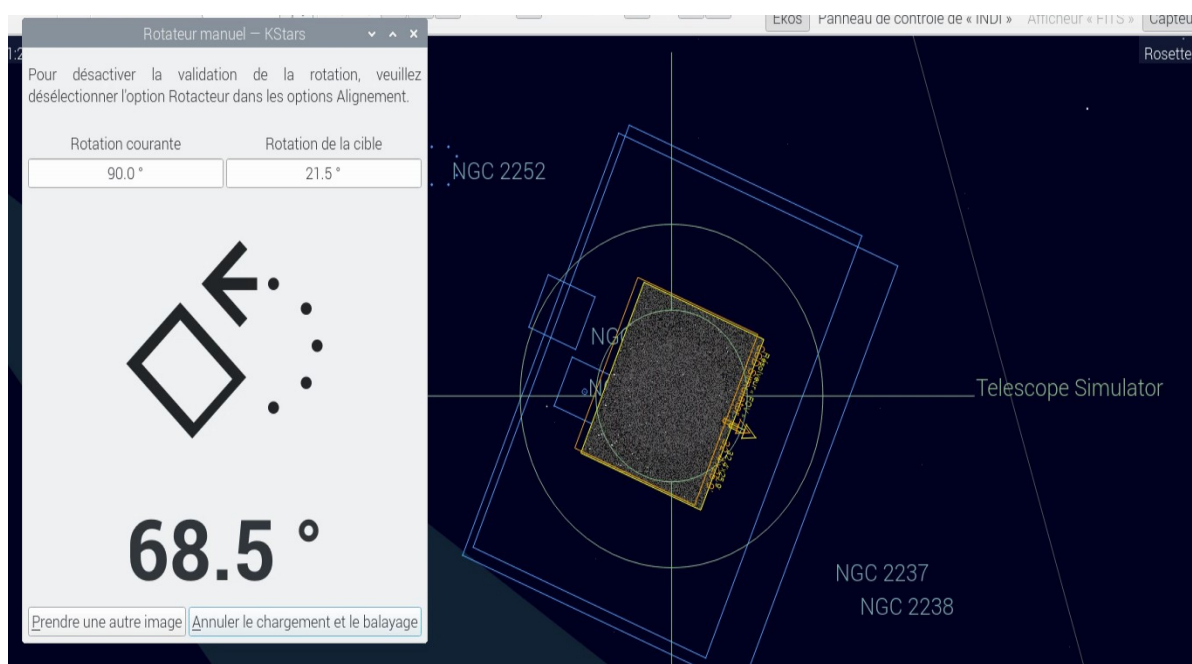 Ekos Panneau de contrôle de « INDI » Afficheur « FITS » Capteu
Rotateur manuel — KStars
Rosette
Pour désactiver la validation de la rotation, veuillez
désélectionner l'option Rotacteur dans les options Alignement.
Rotation courante
Rotation de la cible
90.0 °
21.5 °
NGC 2252
NGC
Telescope Simulator
68.5 °
NGC 2237
NGC 2238
Prendre une autre image
Annuler le chargement et le balayage